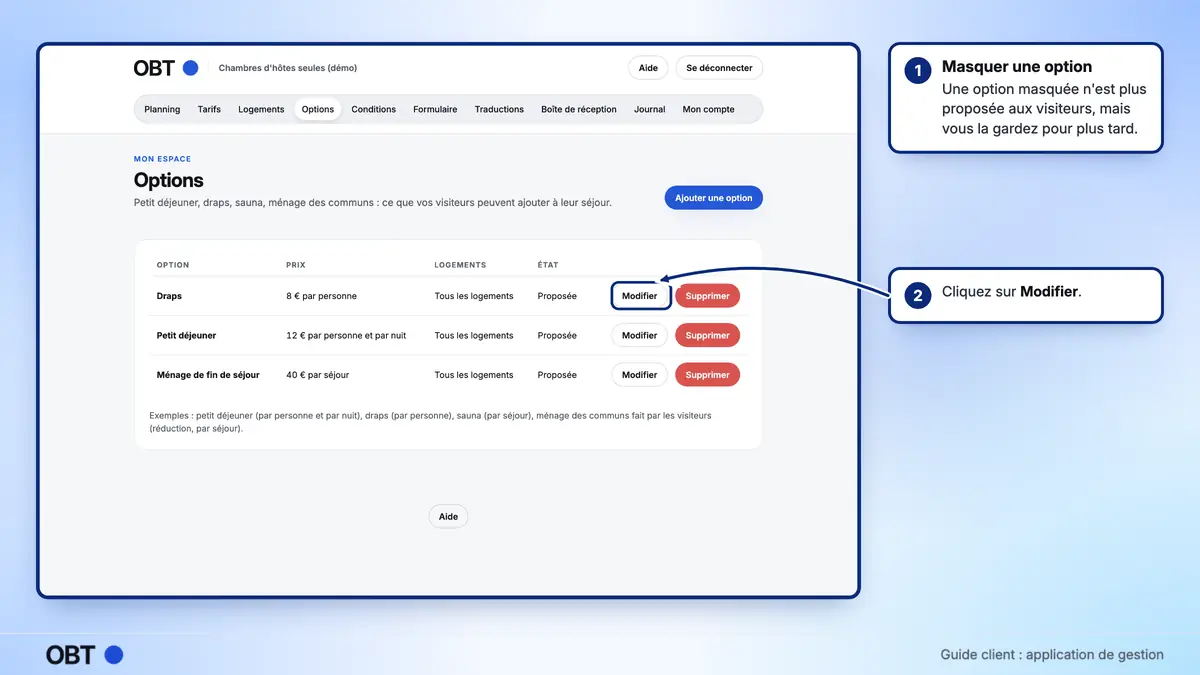 OBT
Chambres d'hôtes seules (démo)
Aide
Se déconnecter
Planning
Tarifs
Logements
Options
Conditions
Formulaire
Traductions
Boîte de réception
Journal
Mon compte
MON ESPACE
Options
Petit déjeuner, draps, sauna, ménage des communs : ce que vos visiteurs peuvent ajouter à leur séjour.
Ajouter une option
OPTION PRIX LOGEMENTS ÉTAT
Draps 8 € par personne Tous les logements Proposée Modifier Supprimer
Petit déjeuner 12 € par personne et par nuit Tous les logements Proposée Modifier Supprimer
Ménage de fin de séjour 40 € par séjour Tous les logements Proposée Modifier Supprimer
Exemples : petit déjeuner (par personne et par nuit), draps (par personne), sauna (par séjour), ménage des communs fait par les visiteurs
(réduction, par séjour).
Aide
1 Masquer une option
Une option masquée n'est plus
proposée aux visiteurs, mais
vous la gardez pour plus tard.
2 Cliquez sur Modifier.
OBT
Guide client : application de gestion